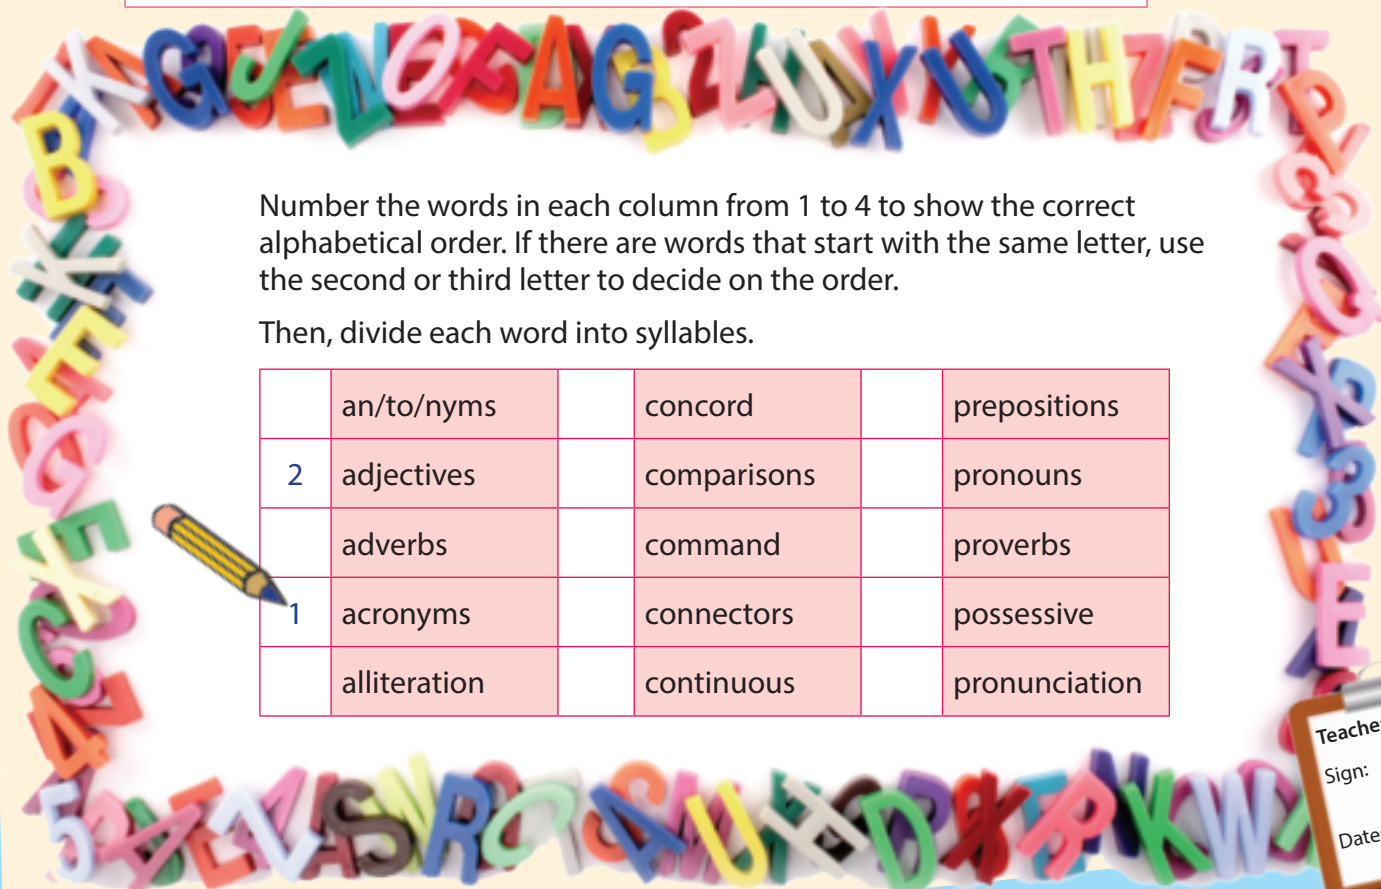 Number the words in each column from 1 to 4 to show the correct
alphabetical order. If there are words that start with the same letter, use
the second or third letter to decide on the order.
Then, divide each word into syllables.
an/to/nyms concord prepositions
2 adjectives comparisons pronouns
adverbs command proverbs
1 acronyms connectors possessive
alliteration continuous pronunciation
Sign: